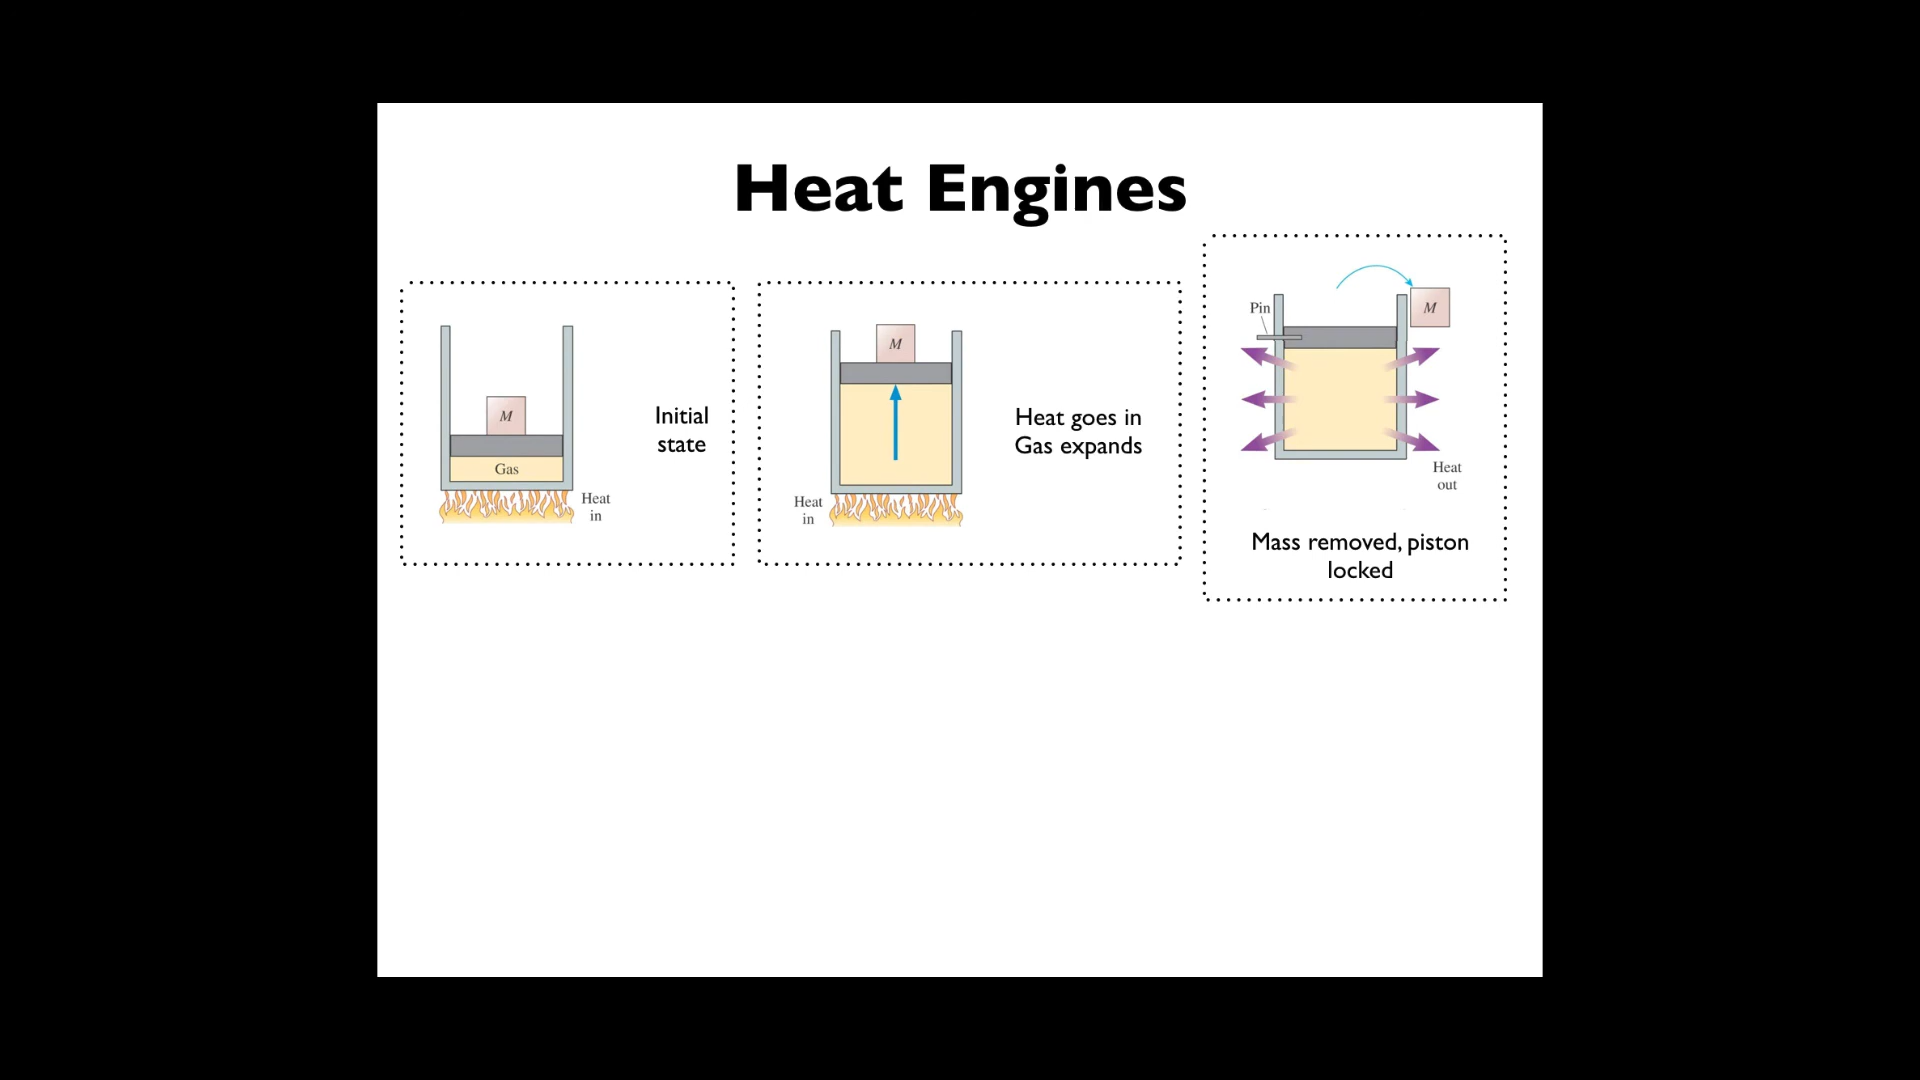 Heat Engines
M
Gas
Heat
in
Initial
state
M
Heat
in
Heat goes in
Gas expands
Pin
M
Heat
out
Mass removed, piston
locked